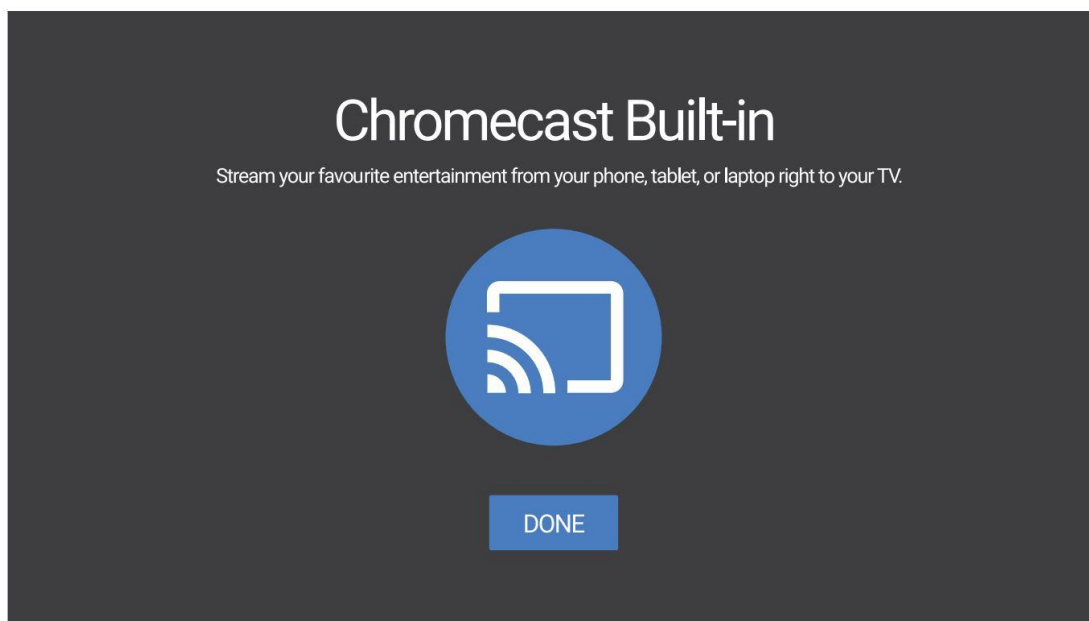 Chromecast Built-in
Stream your favourite entertainment from your phone, tablet, or laptop right to your TV.
DONE